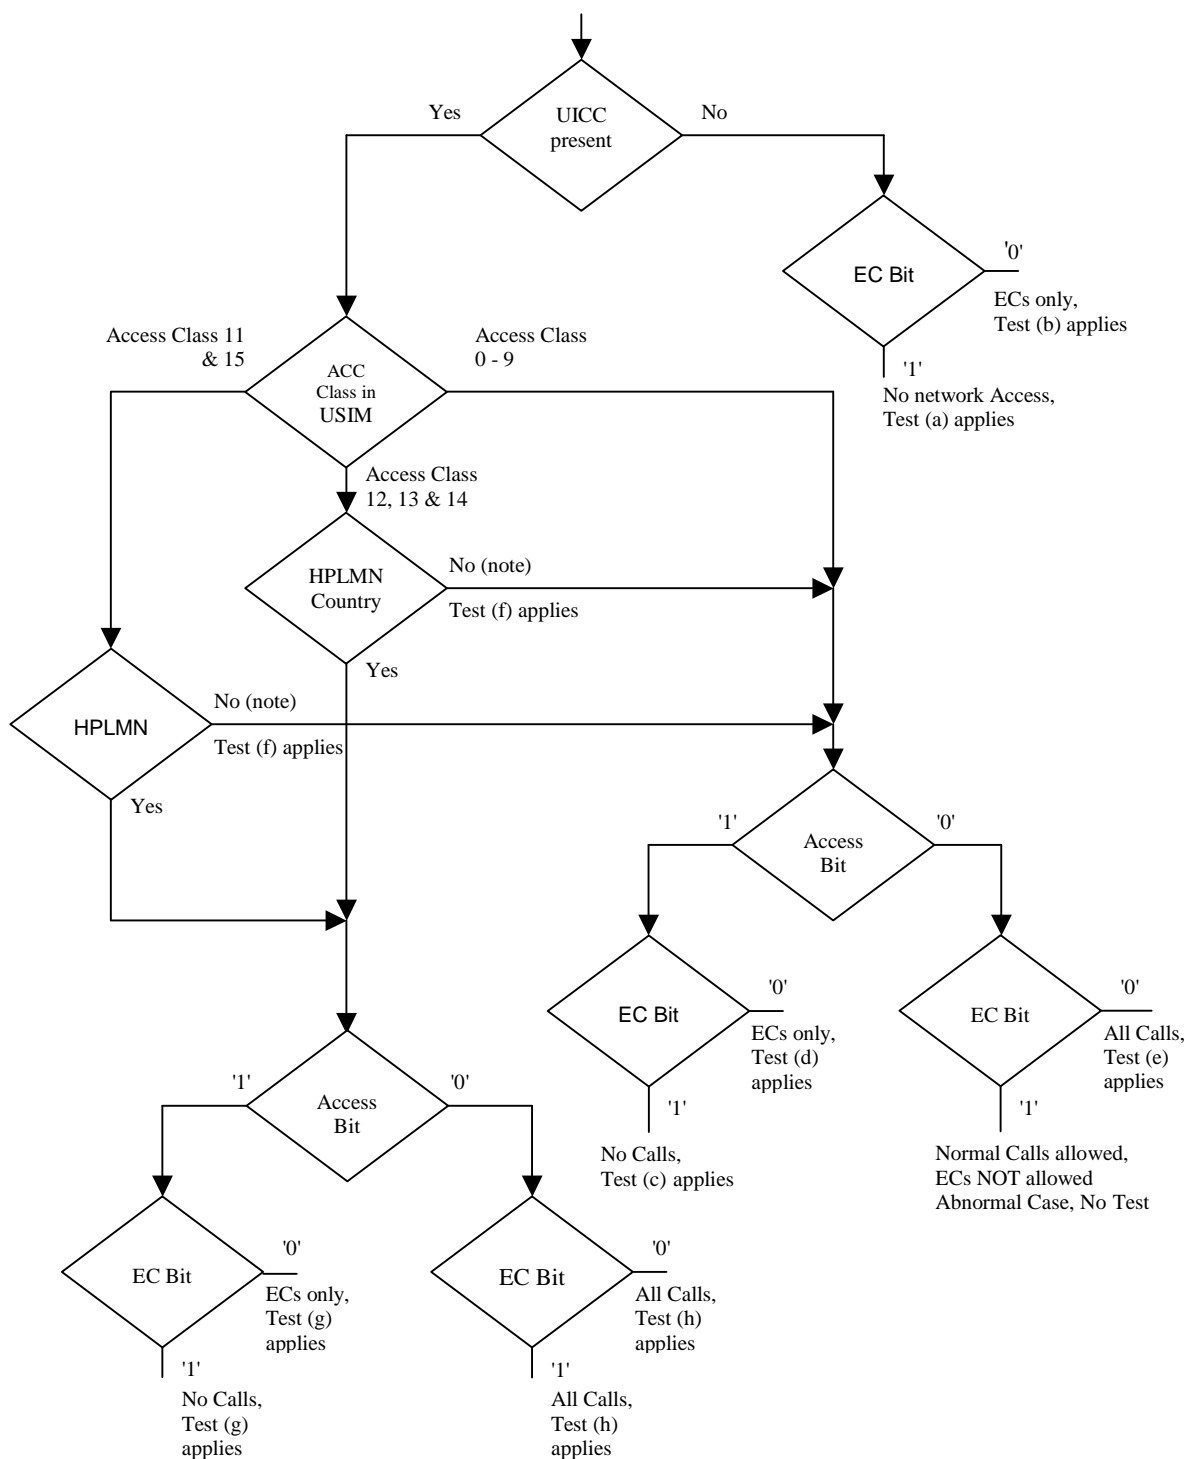 Yes
UICC
present
No
EC Bit
'0'
ECs only,
Test (b) applies
'1'
No network Access,
Test (a) applies
Access Class 11
& 15
ACC
Class in
USIM
Access Class
0 - 9
Access Class
12, 13 & 14
HPLMN
Country
No (note)
Test (f) applies
Yes
HPLMN
No (note)
Test (f) applies
Yes
'1'
Access
Bit
'0'
EC Bit
'0'
ECs only,
Test (d)
applies
'1'
No Calls,
Test (c) applies
EC Bit
'0'
All Calls,
Test (e)
applies
'1'
Normal Calls allowed,
ECs NOT allowed
Abnormal Case, No Test
'1'
Access
Bit
'0'
EC Bit
'0'
ECs only,
Test (g)
applies
'1'
No Calls,
Test (g)
applies
EC Bit
'0'
All Calls,
Test (h)
applies
'1'
All Calls,
Test (h)
applies